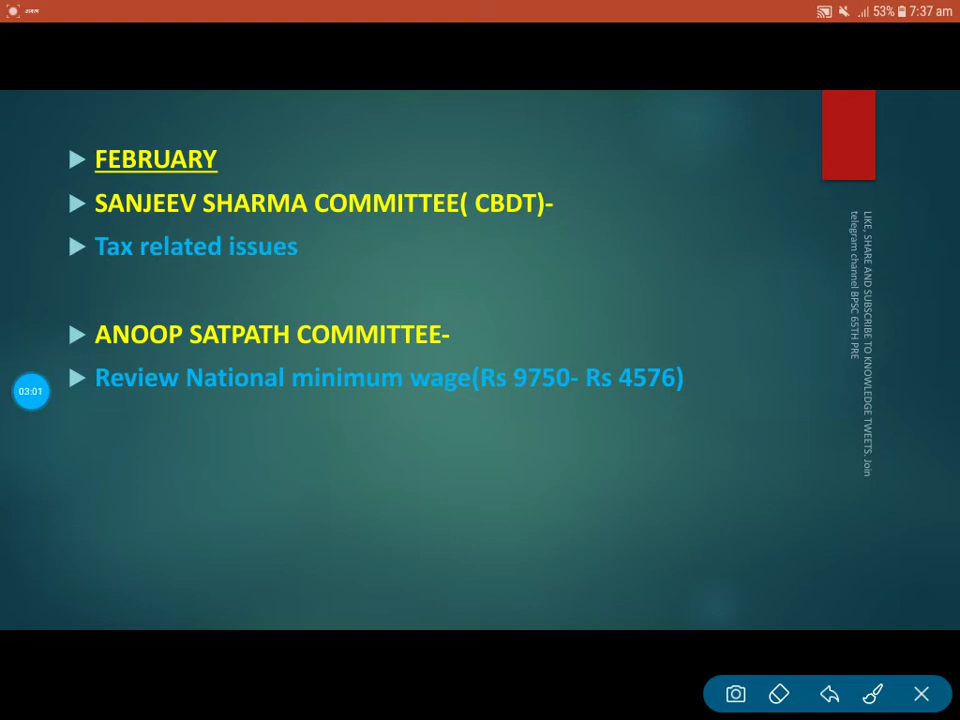 53% 7:37 am
FEBRUARY
SANJEEV SHARMA COMMITTEE( CBDT)-
Tax related issues
ANOOP SATPATH COMMITTEE-
Review National minimum wage(Rs 9750- Rs 4576)
03:01
LIKE, SHARE AND SUBSCRIBE TO KNOWLEDGE TWEETS. Join
telegram channel BPSC 65TH PRE